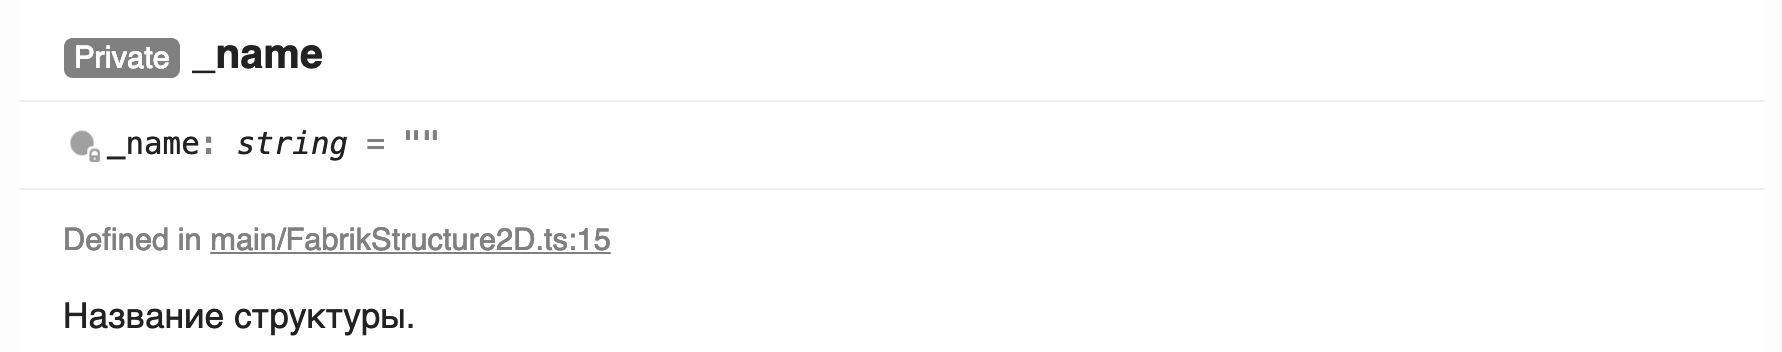 Private _name
_name: string = ""
Defined in main/FabrikStructure2D.ts:15
Название структуры.